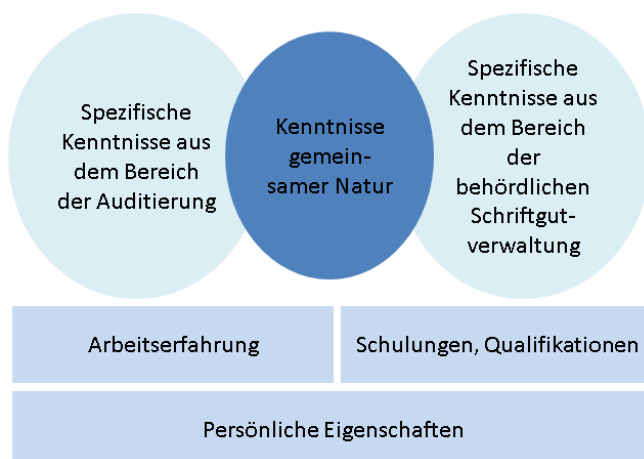 Spezifische
Kenntnisse aus
dem Bereich
der Auditierung
Kenntnisse
gemein-
samer Natur
Spezifische
Kenntnisse aus
dem Bereich
der
behördlichen
Schriftgut-
verwaltung
Arbeitserfahrung
Schulungen, Qualifikationen
Persönliche Eigenschaften